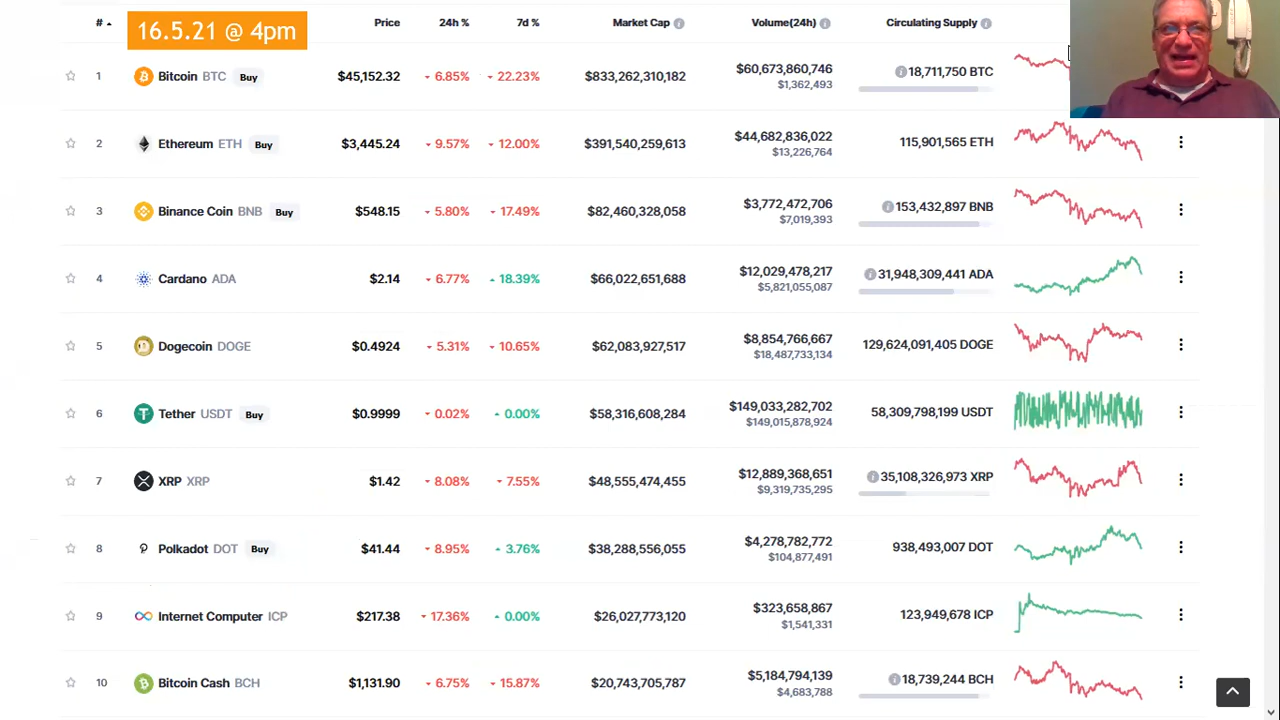 16.5.21 @ 4pm
# Price 24h % 7d % Market Cap Volume(24h) Circulating Supply
1 Bitcoin BTC Buy $45,152.32 6.85% 22.23% $833,262,310,182 $60,673,860,746 18,711,750 BTC
$1,362,493
2 Ethereum ETH Buy $3,445.24 9.57% 12.00% $391,540,259,613 $44,682,836,022 115,901,565 ETH
$13,226,764
3 Binance Coin BNB Buy $548.15 5.80% 17.49% $82,460,328,058 $3,772,472,706 153,432,897 BNB
$7,019,393
4 Cardano ADA $2.14 6.77% 18.39% $66,022,651,688 $12,029,478,217 31,948,309,441 ADA
$5,821,055,087
5 Dogecoin DOGE $0.4924 5.31% 10.65% $62,083,927,517 $8,854,766,667 129,624,091,405 DOGE
$18,487,733,134
6 Tether USDT Buy $0.9999 0.02% 0.00% $58,316,608,284 $149,033,282,702 58,309,798,199 USDT
$149,015,878,924
7 XRP XRP $1.42 8.08% 7.55% $48,555,474,455 $12,889,368,651 35,108,326,973 XRP
$9,319,735,295
8 Polkadot DOT Buy $41.44 8.95% 3.76% $38,288,556,055 $4,278,782,772 938,493,007 DOT
$104,877,491
9 Internet Computer ICP $217.38 17.36% 0.00% $26,027,773,120 $323,658,867 123,949,678 ICP
$1,541,331
10 Bitcoin Cash BCH $1,131.90 6.75% 15.87% $20,743,705,787 $5,184,794,139 18,739,244 BCH
$4,683,788